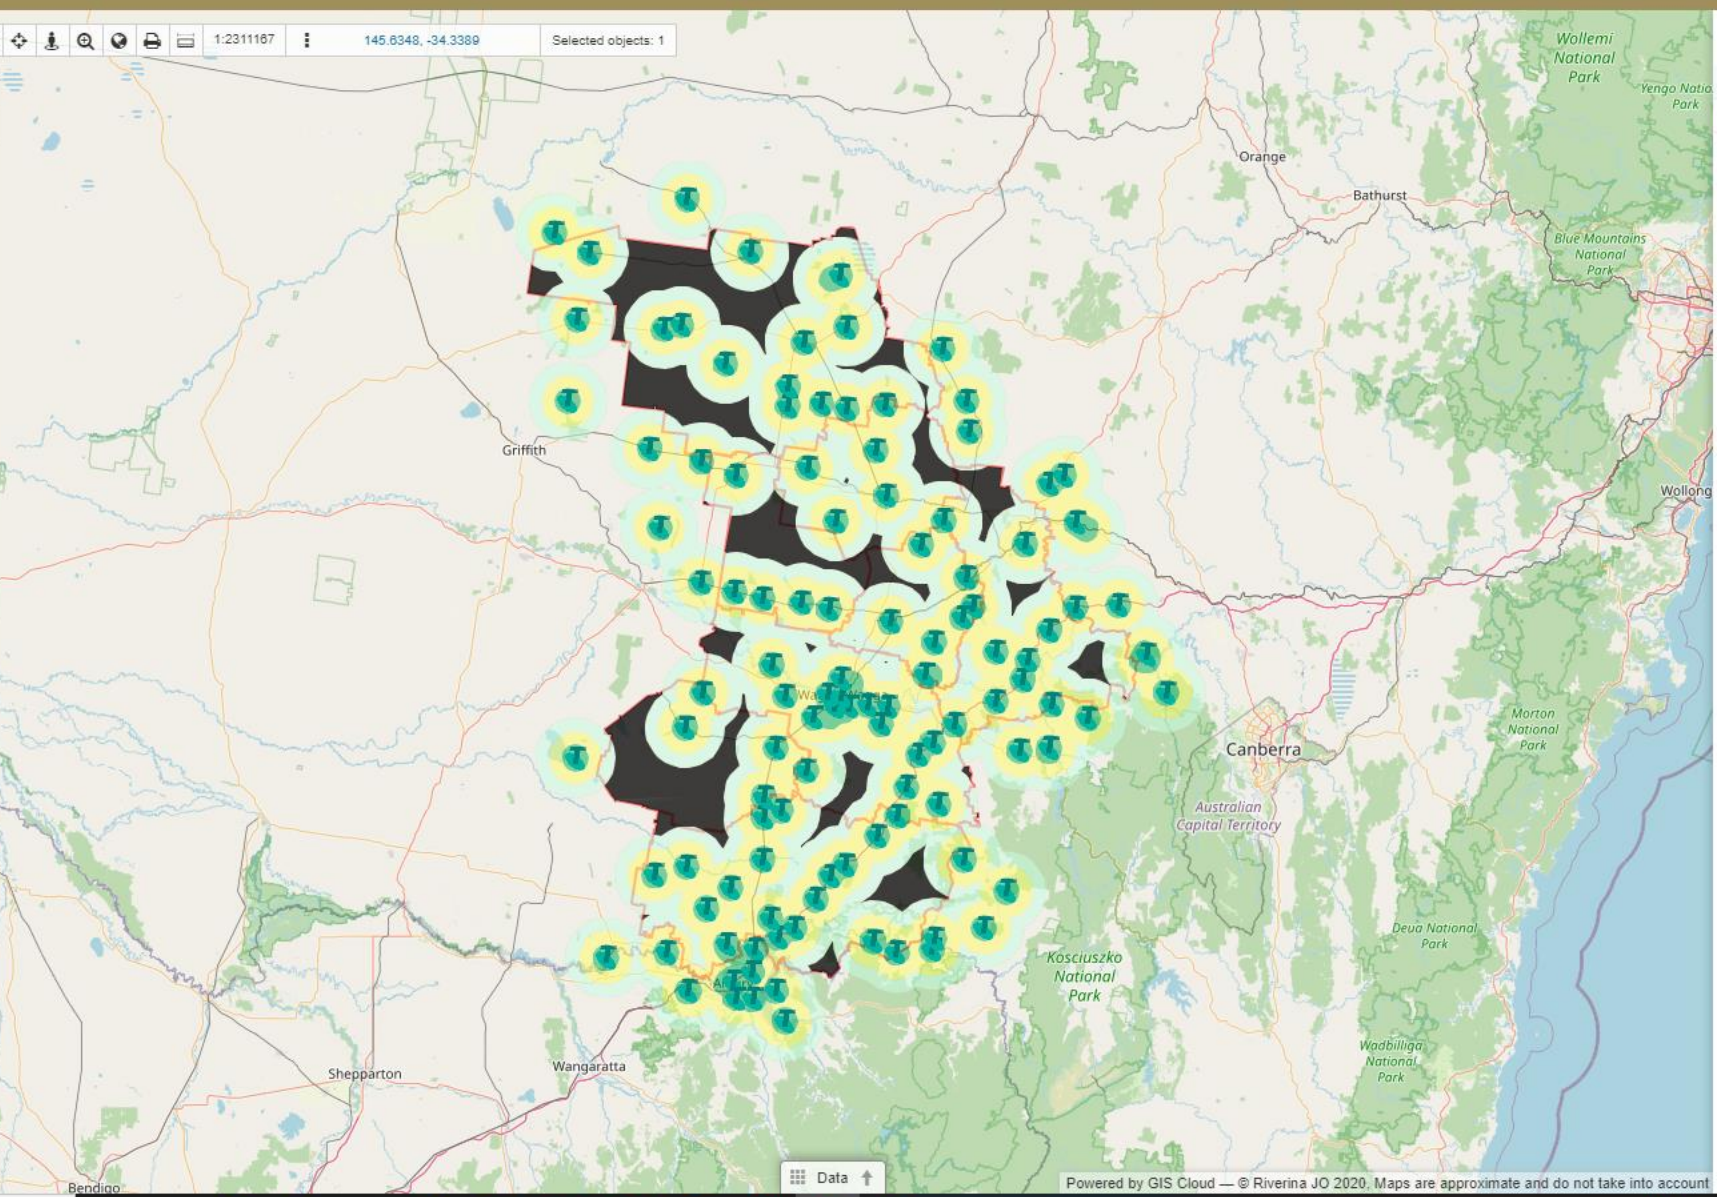 1:2311167
145.6348, -34.3389
Selected objects: 1
Wollemi
National
Park
Yengo Natio
Park
Orange
Bathurst
Blue Mountains
National
Park
Griffith
Wollong
Canberra
Morton
National
Park
Australian
Capital Territory
Deua National
Park
Kosciuszko
National
Park
Wadbilliga
National
Park
Shepparton
Wangaratta
Bendigo
Data
Powered by GIS Cloud — © Riverina JO 2020, Maps are approximate and do not take into account